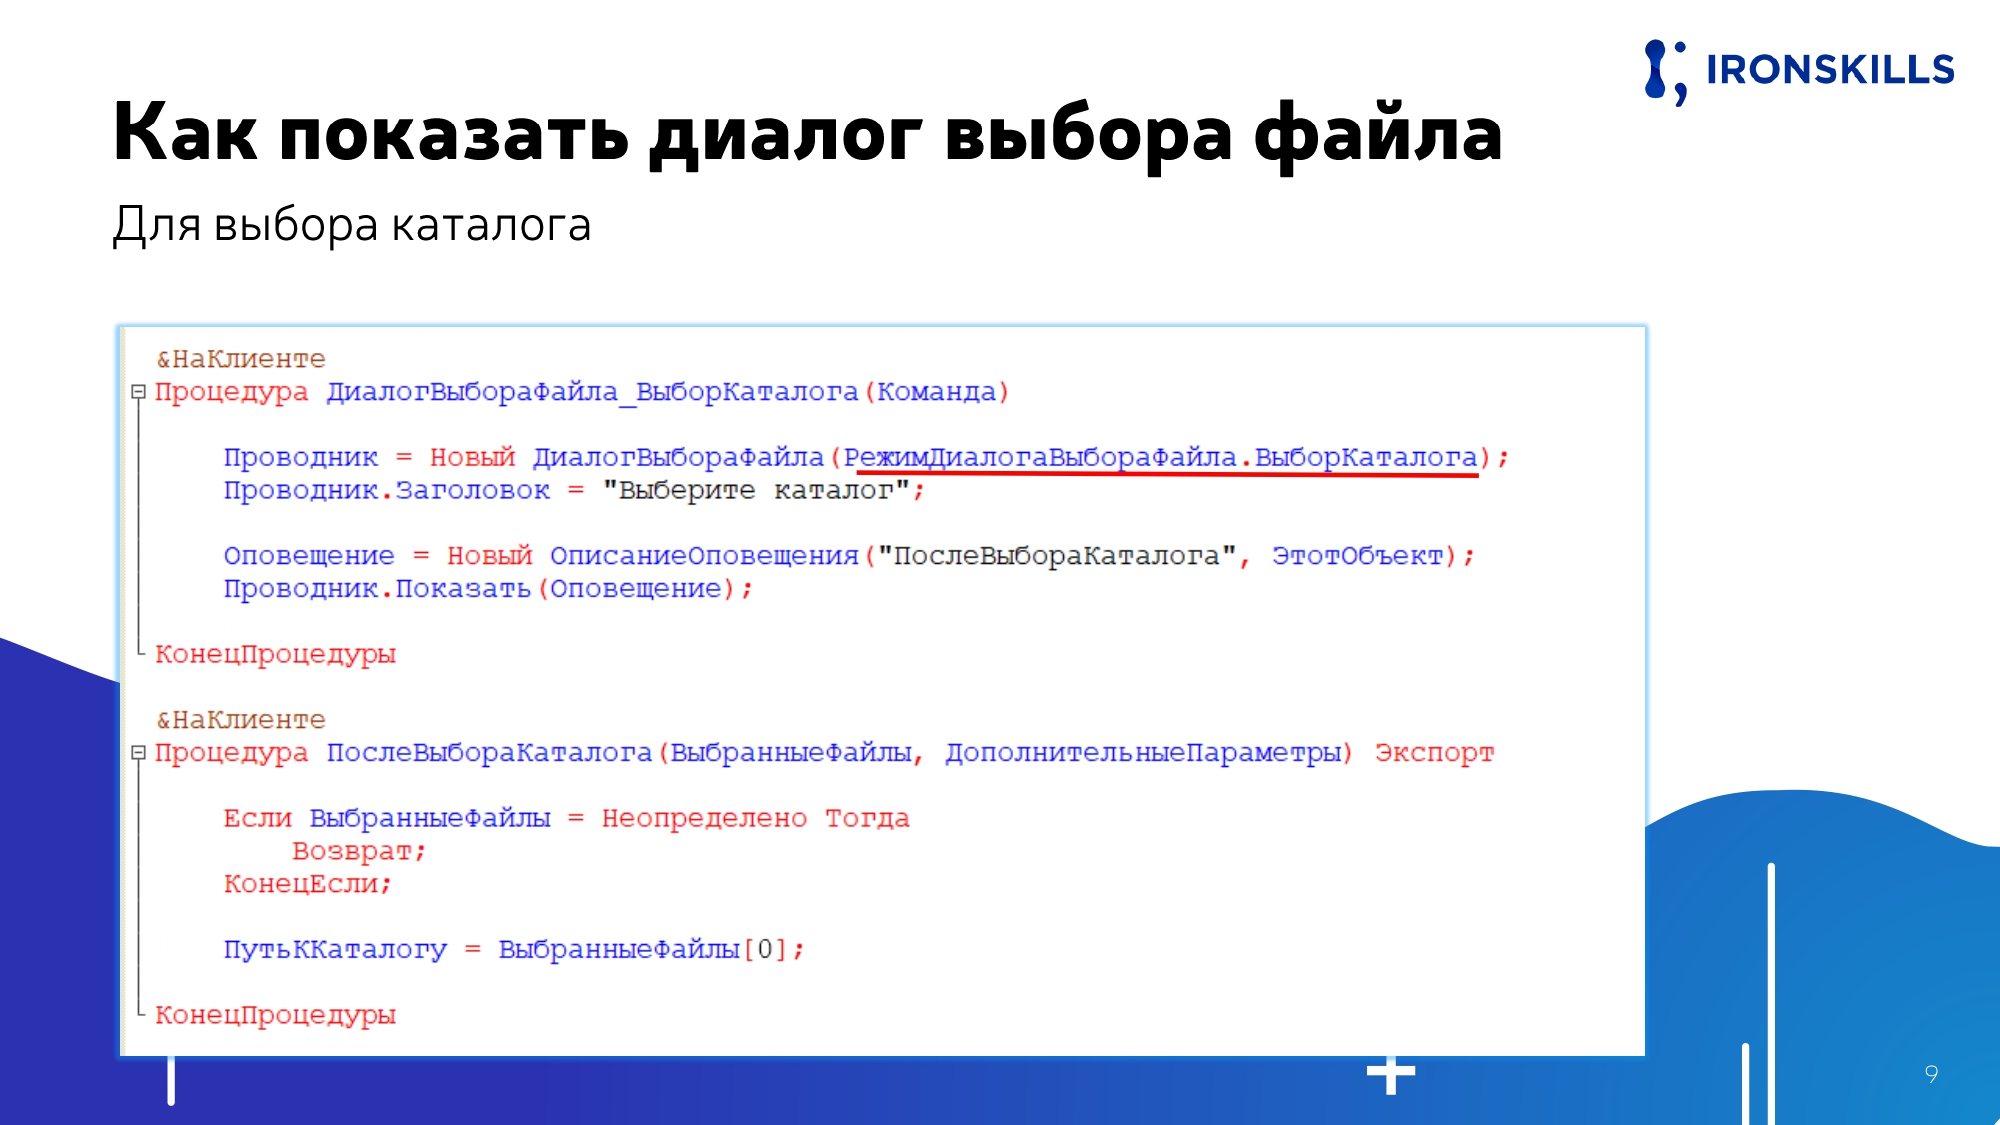 IRONSKILLS
Как показать диалог выбора файла
Для выбора каталога
&НаКлиенте
Процедура ДиалогВыбораФайла_ВыборКаталога(Команда)
Проводник = Новый ДиалогВыбораФайла(РежимДиалогаВыбораФайла.ВыборКаталога);
Проводник.Заголовок = "Выберите каталог";
Оповещение = Новый ОписаниеОповещения("ПослеВыбораКаталога", ЭтотОбъект);
Проводник.Показать(Оповещение);
КонецПроцедуры
&НаКлиенте
Процедура ПослеВыбораКаталога(ВыбранныеФайлы, ДополнительныеПараметры) Экспорт
Если ВыбранныеФайлы = Неопределено Тогда
Возврат;
КонецЕсли;
ПутьККаталогу = ВыбранныеФайлы[0];
КонецПроцедуры
9